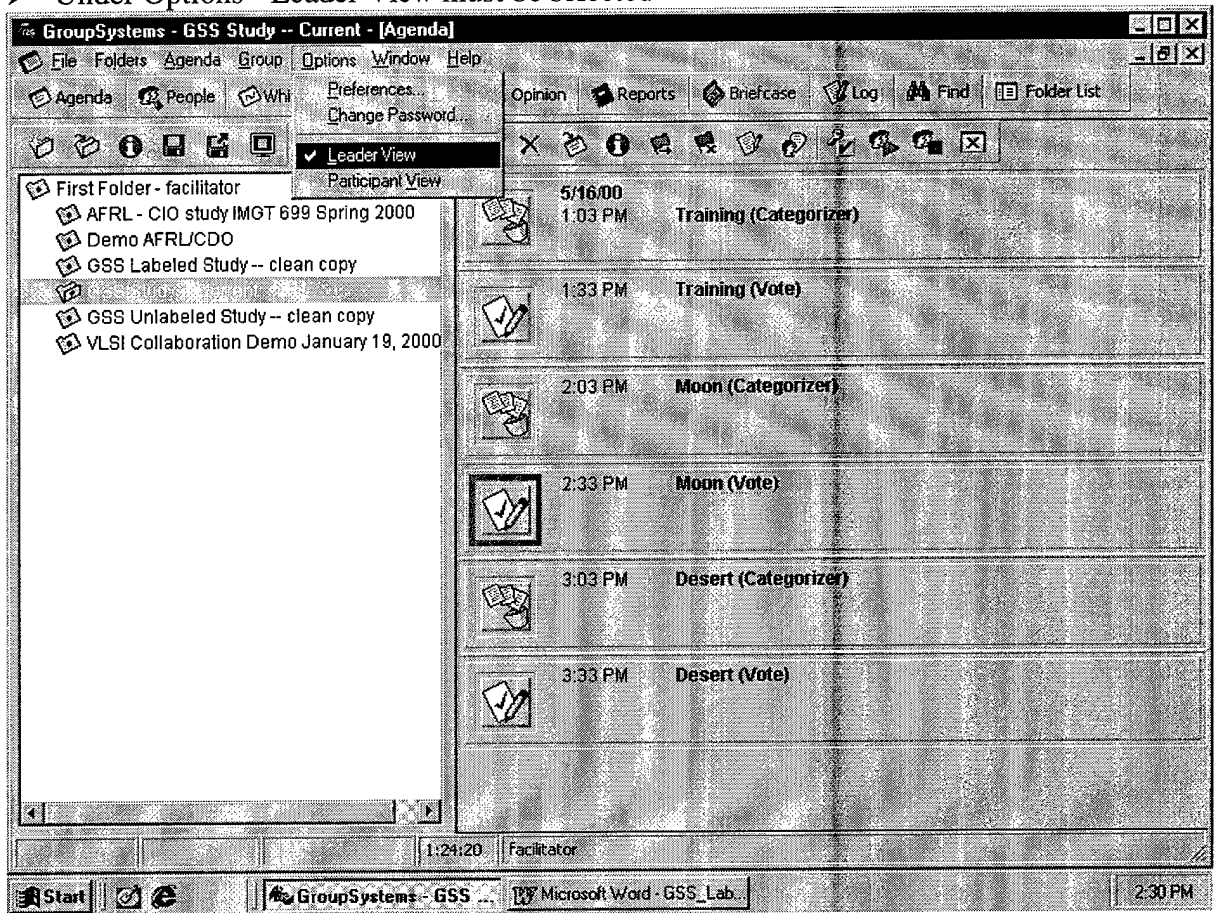 Under Options - Leader View must be selected
GroupSystems - GSS Study -- Current - [Agenda]
File Folders Agenda Group Options Window Help
Agenda People Whi Opinion Reports Briefcase Log Find Folder List
Preferences...
Change Password...
Leader View
Participant View
First Folder - facilitator
AFRL - CIO study IMGT 699 Spring 2000
Demo AFRL/CDO
GSS Labeled Study -- clean copy
GSS Unlabeled Study -- clean copy
VLSI Collaboration Demo January 19, 2000
5/16/00
1:03 PM Training (Categorizer)
1:33 PM Training (Vote)
2:03 PM Moon (Categorizer)
2:33 PM Moon (Vote)
3:03 PM Desert (Categorizer)
3:33 PM Desert (Vote)
1:24:20 Facilitator
Start GroupSystems - GSS ... Microsoft Word - GSS_Lab... 2:30 PM